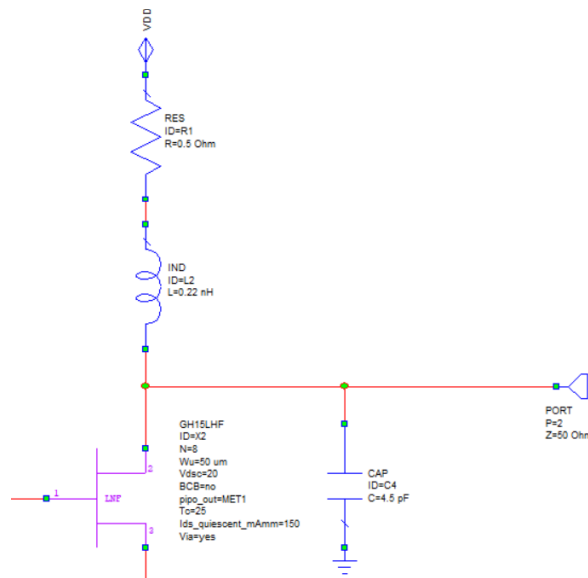 VDD
RES
ID=R1
R=0.5 Ohm
IND
ID=L2
L=0.22 nH
GH15LHF
ID=X2
N=8
Wu=50 um
Vdso=20
BCB=no
pipo_out=MET1
To=25
Ids_quiescent_mAmm=150
Via=yes
2
1
LNF
3
CAP
ID=C4
C=4.5 pF
PORT
P=2
Z=50 Ohm